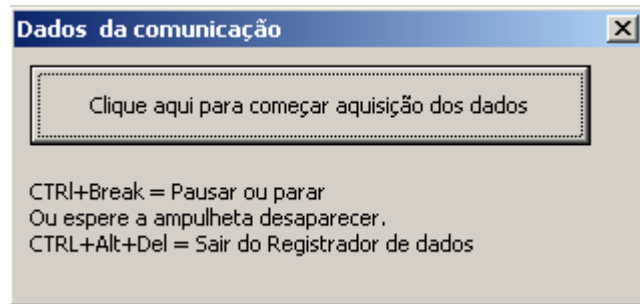 Dados  da comunicação
Clique aqui para começar aquisição dos dados
CTRl+Break = Pausar ou parar
Ou espere a ampulheta desaparecer.
CTRL+Alt+Del = Sair do Registrador de dados